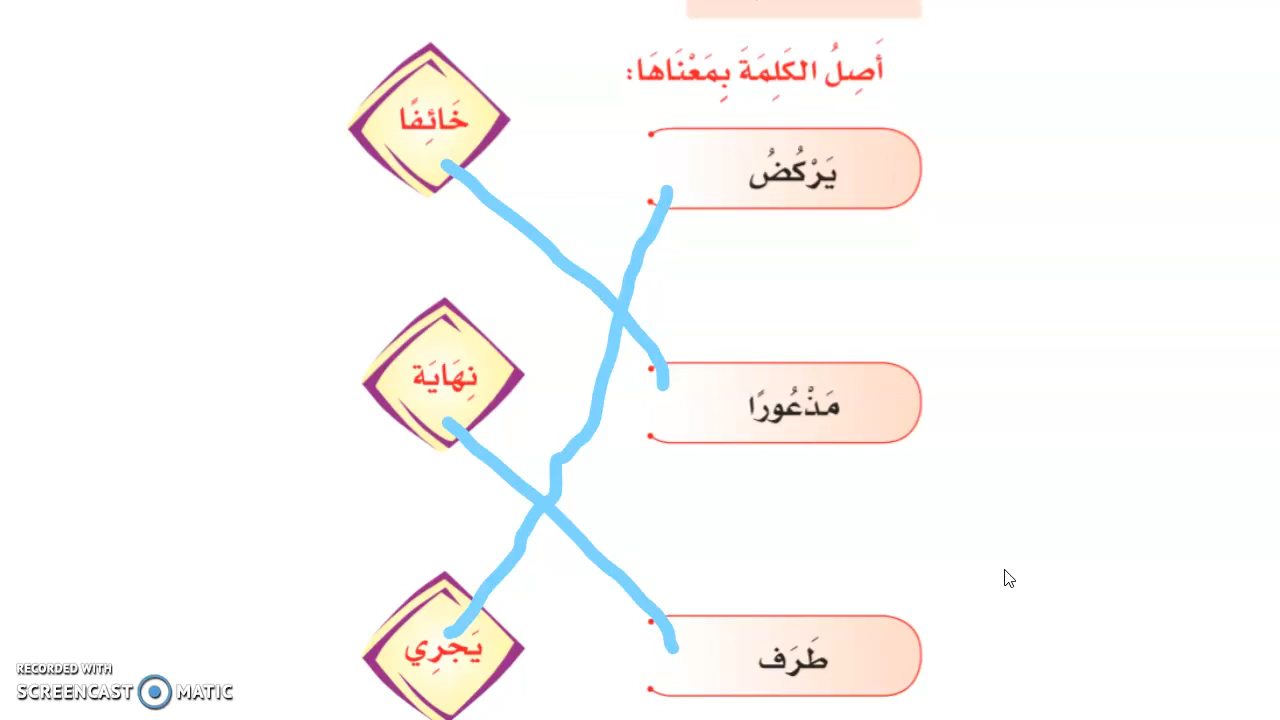 أَصِلُ الكَلِمَةَ بِمَعْنَاهَا:
يَرْكُضُ
خَائِفًا
مَذْعُورًا
نِهَايَة
طَرَف
يَجْرِي
RECORDED WITH
SCREENCAST MATIC